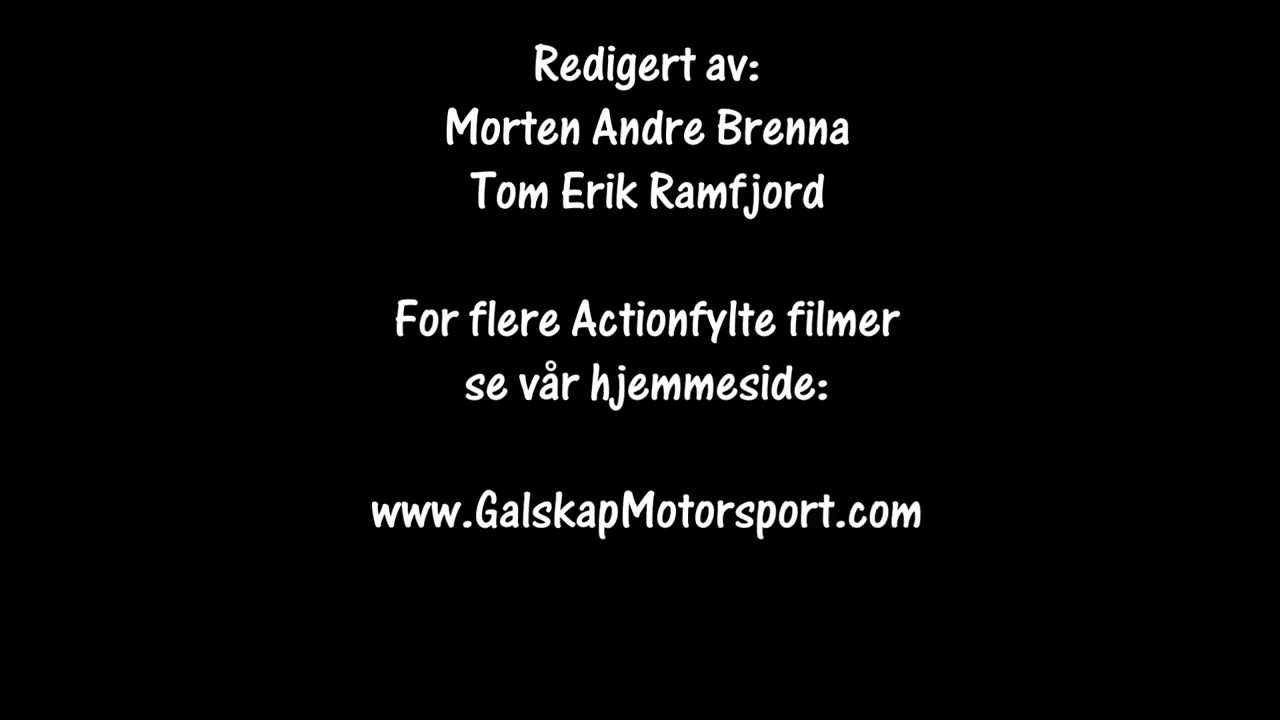 Redigert av:
Morten Andre Brenna
Tom Erik Ramfjord
For flere Actionfylte filmer
se vår hjemmeside:
www.GalskapMotorsport.com